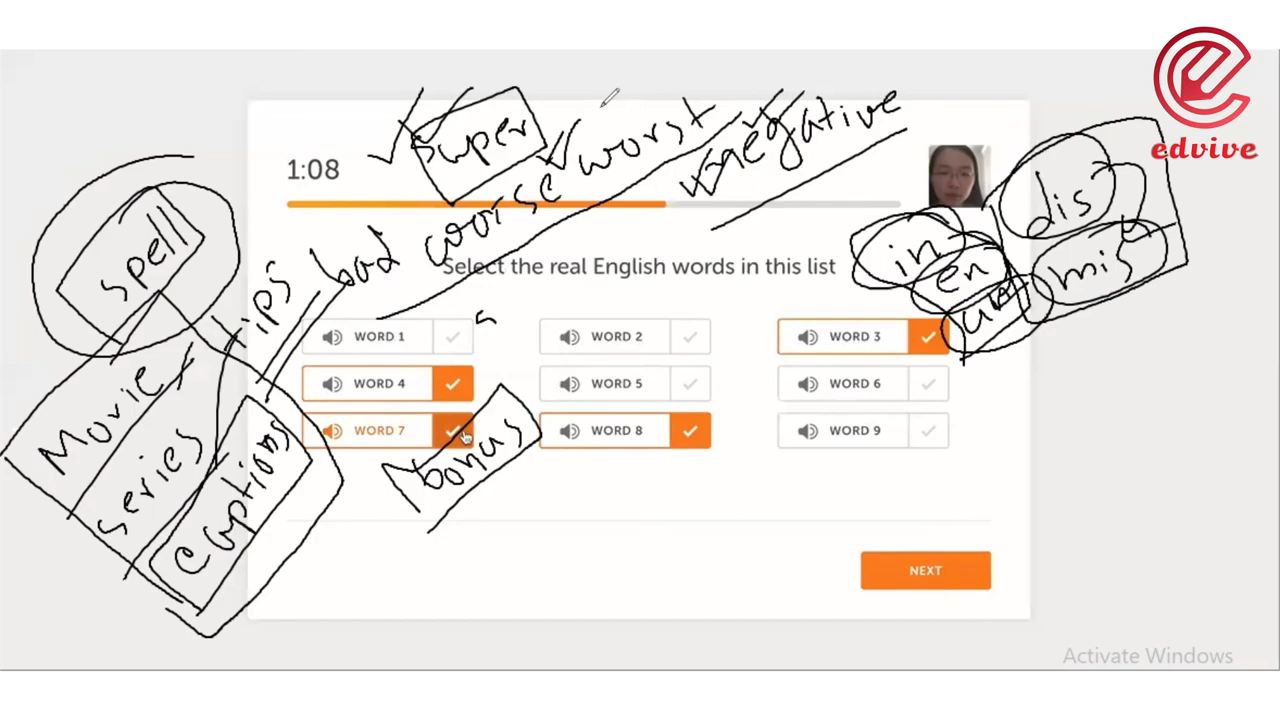 edvive
1:08
super
bad worse worst
negative
dis
in
en
un
mis
spell
tips
Movie
series
captions
bonus
Select the real English words in this list
WORD 1
WORD 2
WORD 3
WORD 4
WORD 5
WORD 6
WORD 7
WORD 8
WORD 9
NEXT
Activate Windows